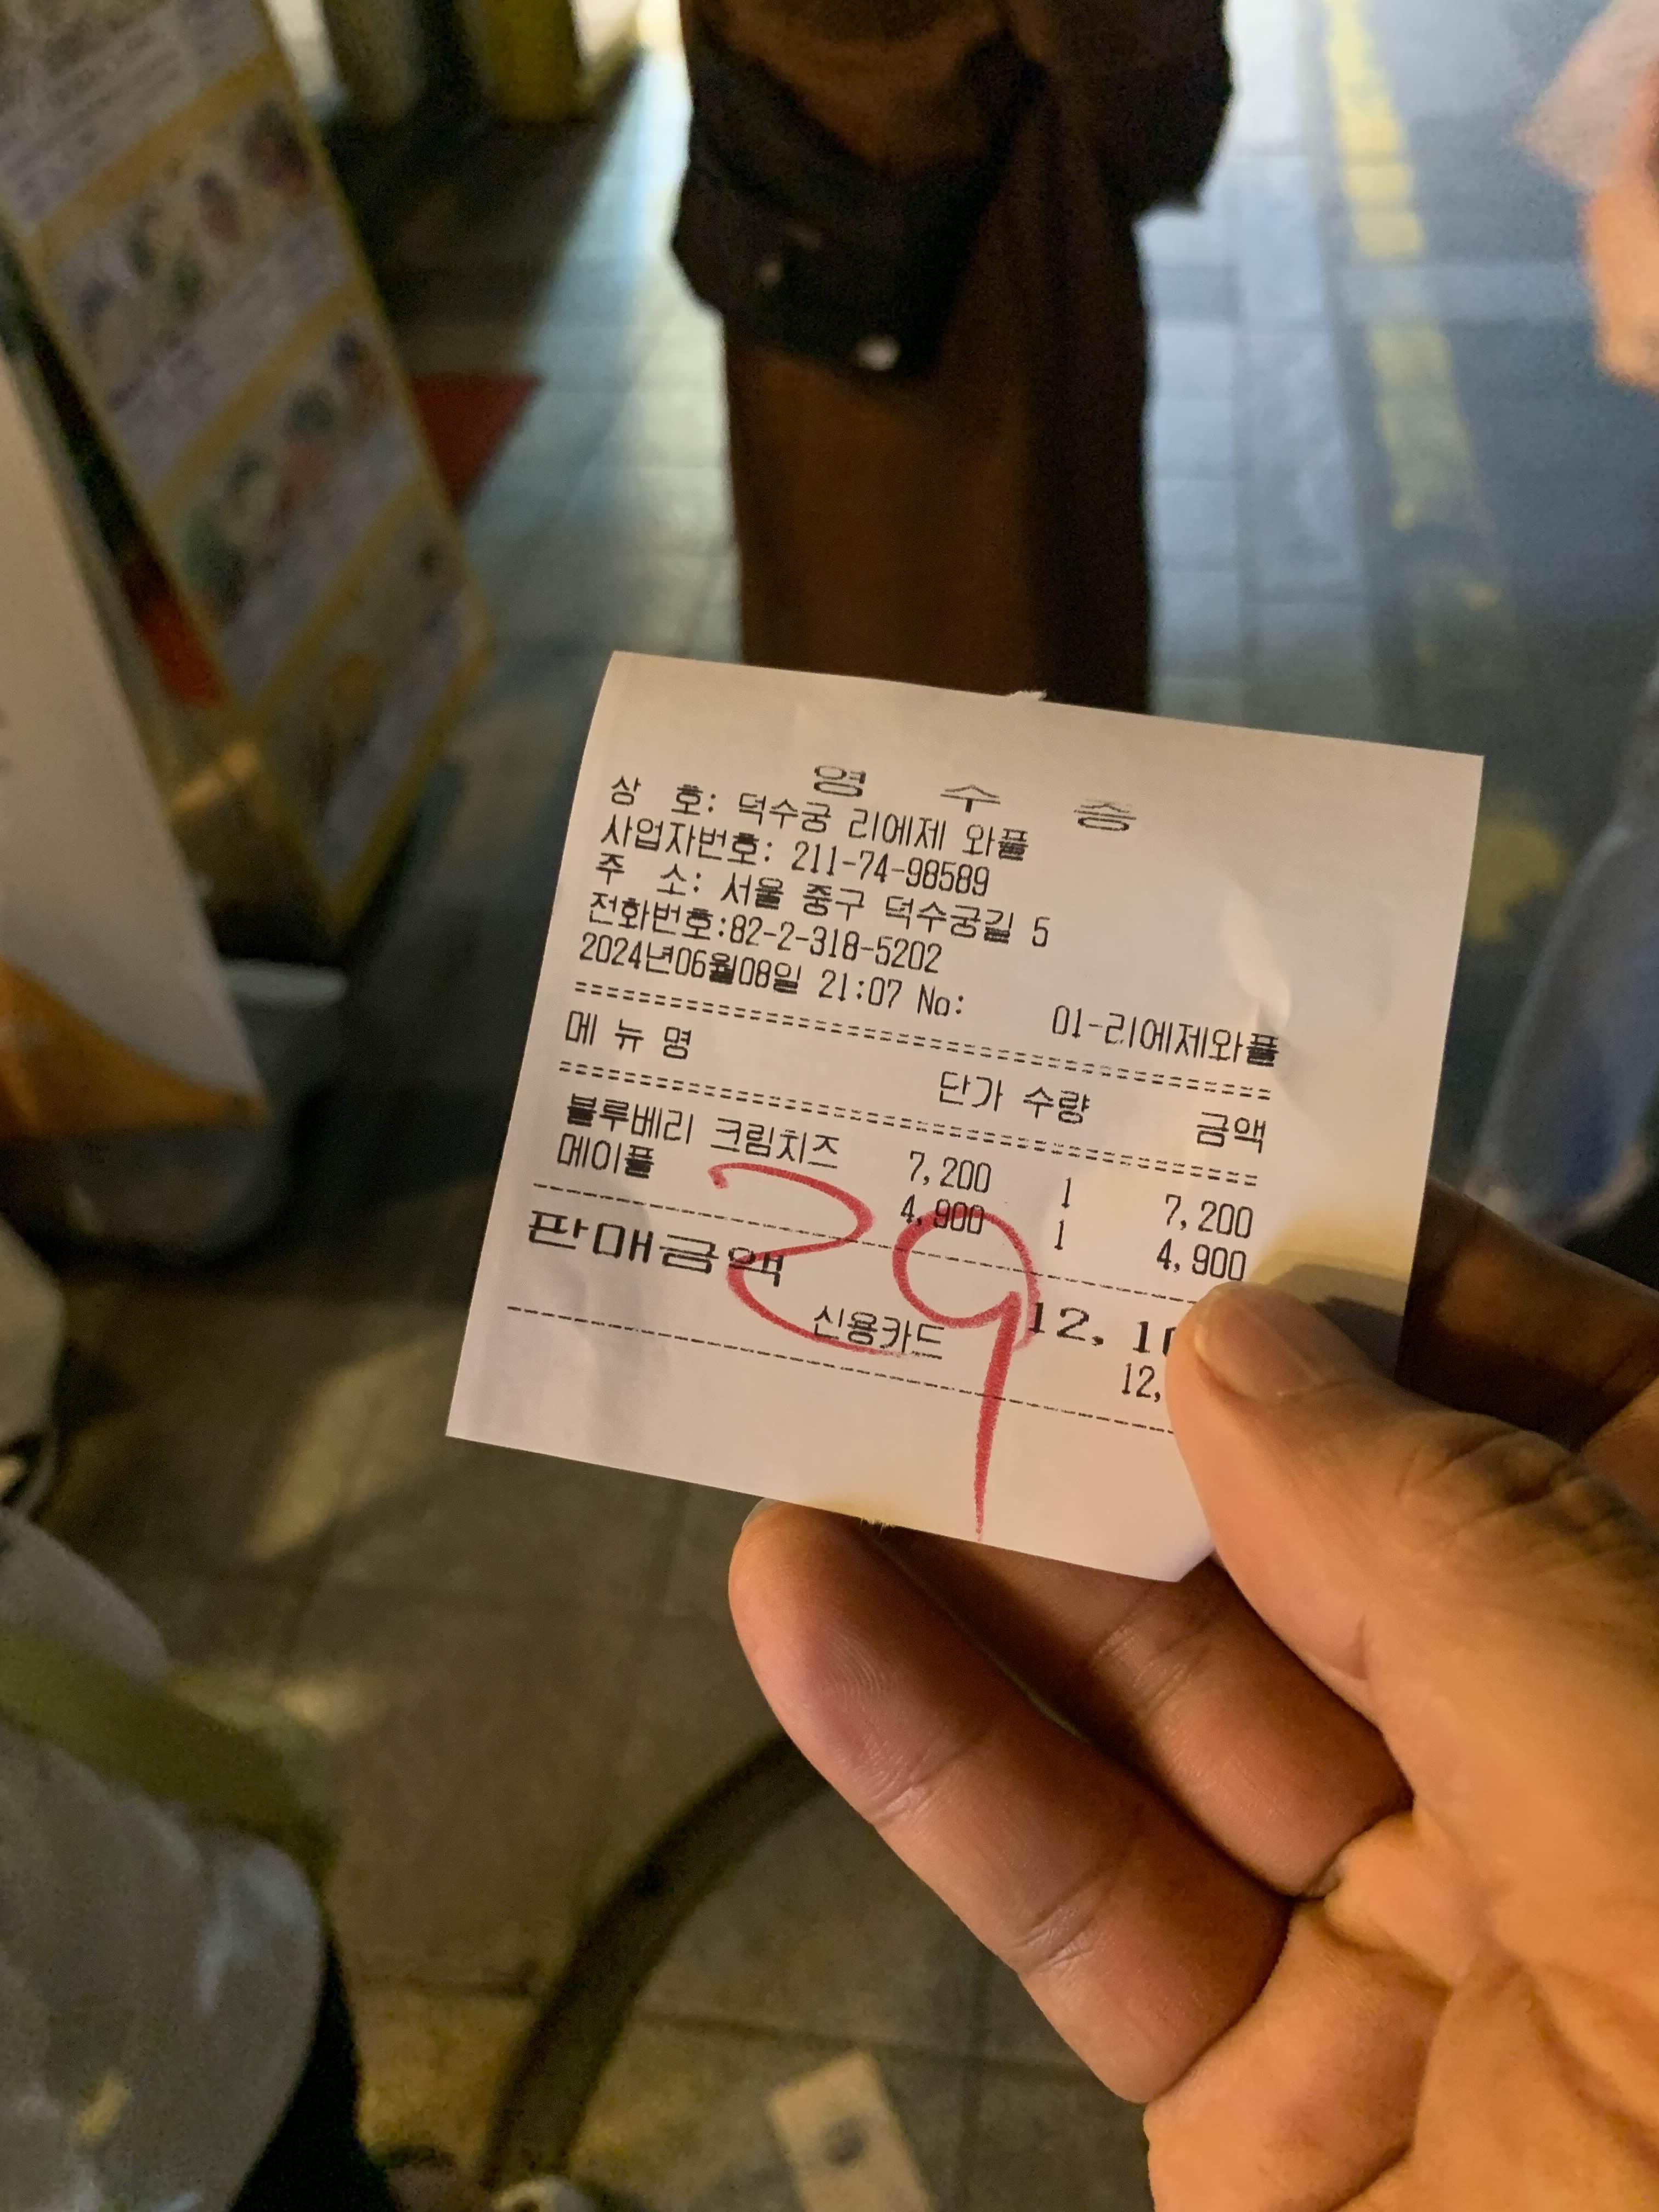 영 수 증
상 호: 덕수궁 리에제 와플
사업자번호: 211-74-98589
주 소: 서울 중구 덕수궁길 5
전화번호:82-2-318-5202
2024년06월08일 21:07 No: 01-리에제와플
메 뉴 명 단가 수량 금액
블루베리 크림치즈 7,200 1 7,200
메이플 4,900 1 4,900
판매금액 12,10
신용카드 12,
29